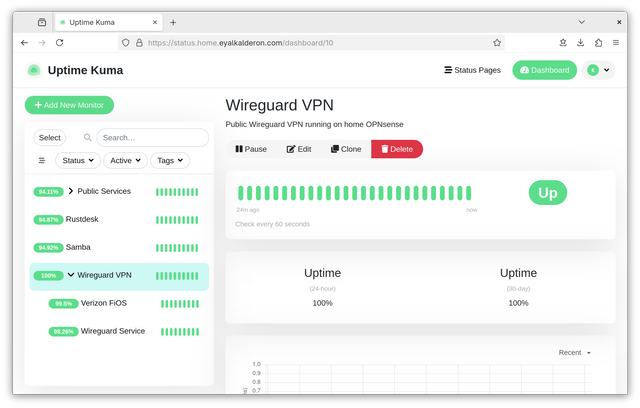 Uptime Kuma
https://status.home.eyalkalderon.com/dashboard/10
Uptime Kuma
Status Pages
Dashboard
Add New Monitor
Select
Search…
Status
Active
Tags
94.11%
Public Services
94.87%
Rustdesk
94.92%
Samba
100%
Wireguard VPN
99.8%
Verizon FiOS
98.26%
Wireguard Service
Wireguard VPN
Public Wireguard VPN running on home OPNsense
Pause
Edit
Clone
Delete
24m ago
now
Check every 60 seconds
Up
Uptime
(24-hour)
100%
Uptime
(30-day)
100%
Recent
1.0
0.9
0.8
0.7